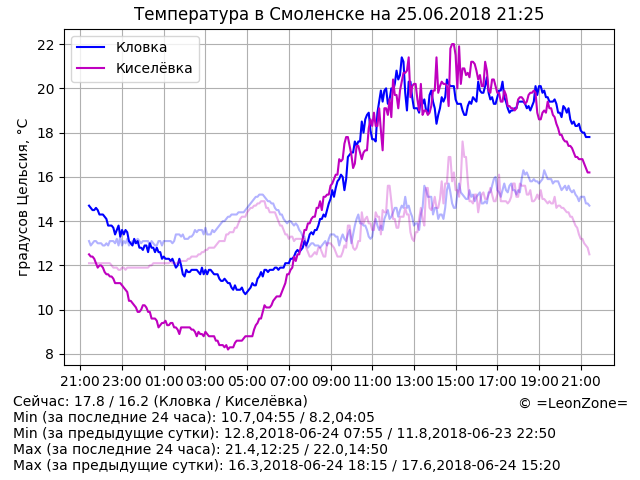 Температура в Смоленске на 25.06.2018 21:25
Кловка
Киселёвка
градусов Цельсия, °C
22
20
18
16
14
12
10
8
21:00 23:00 01:00 03:00 05:00 07:00 09:00 11:00 13:00 15:00 17:00 19:00 21:00
Сейчас: 17.8 / 16.2 (Кловка / Киселёвка)
© =LeonZone=
Min (за последние 24 часа): 10.7,04:55 / 8.2,04:05
Min (за предыдущие сутки): 12.8,2018-06-24 07:55 / 11.8,2018-06-23 22:50
Max (за последние 24 часа): 21.4,12:25 / 22.0,14:50
Max (за предыдущие сутки): 16.3,2018-06-24 18:15 / 17.6,2018-06-24 15:20